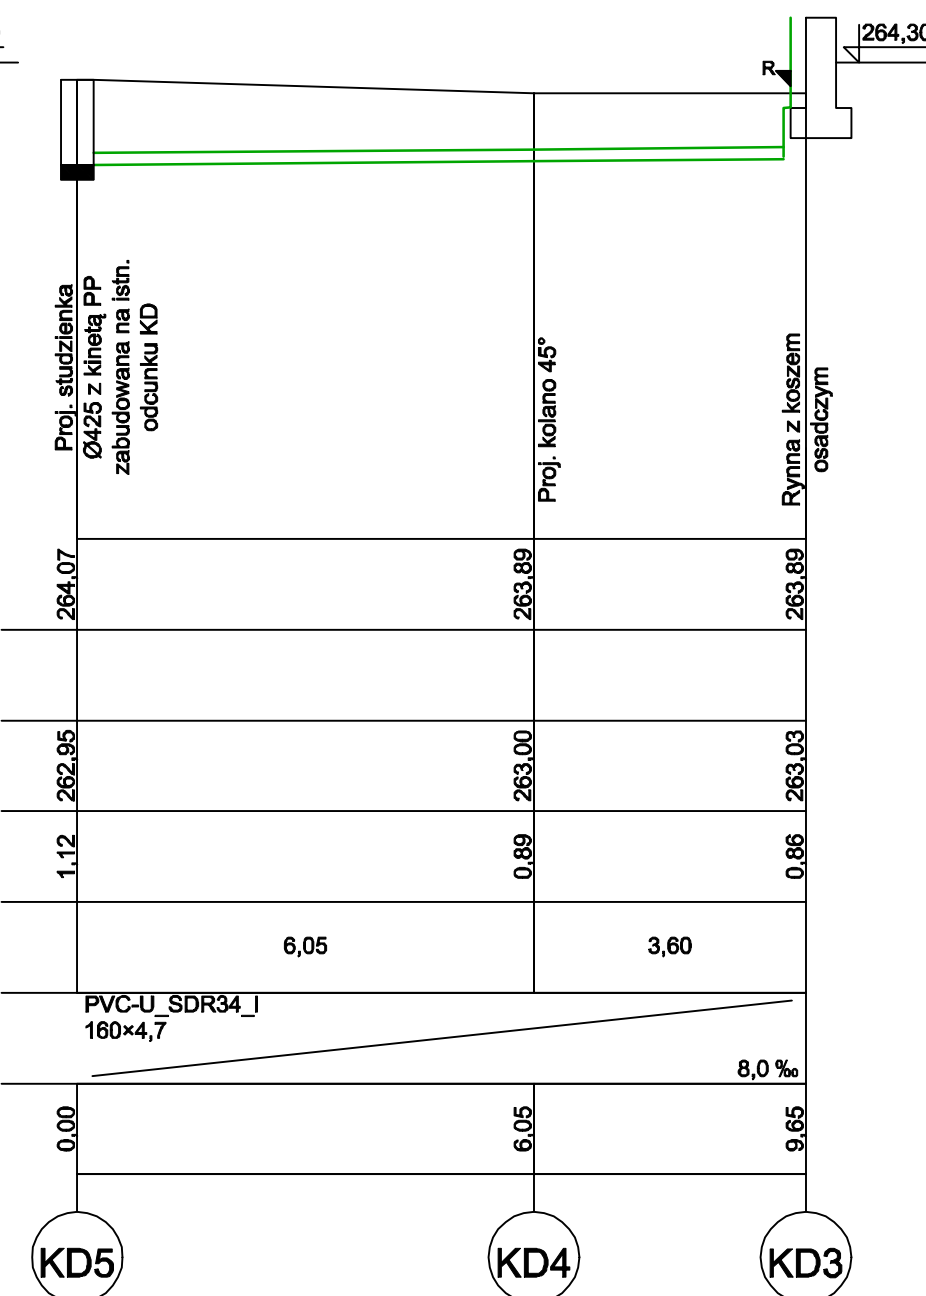 264,30
R
Proj. studzienka
Ø425 z kinetą PP
zabudowana na istn.
odcunku KD
Proj. kolano 45°
Rynna z koszem
osadczym
264,07
263,89
263,89
262,95
263,00
263,03
1,12
0,89
0,86
6,05
3,60
PVC-U_SDR34_I
160×4,7
8,0 ‰
0,00
6,05
9,65
KD5
KD4
KD3